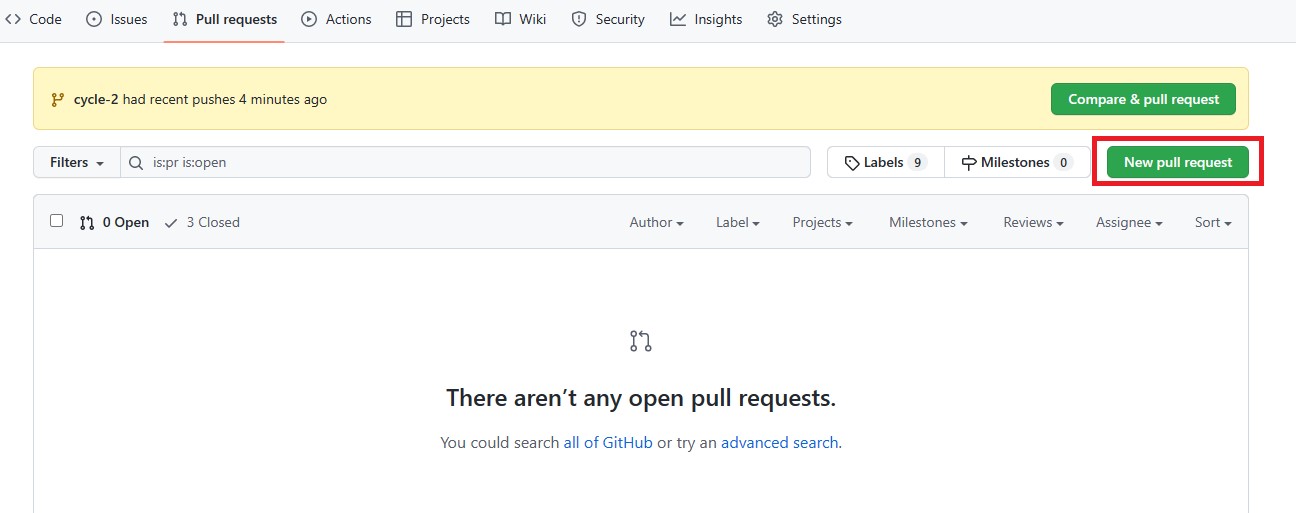 Code Issues Pull requests Actions Projects Wiki Security Insights Settings
cycle-2 had recent pushes 4 minutes ago Compare & pull request
Filters is:pr is:open Labels 9 Milestones 0 New pull request
0 Open 3 Closed Author Label Projects Milestones Reviews Assignee Sort
There aren’t any open pull requests.
You could search all of GitHub or try an advanced search.